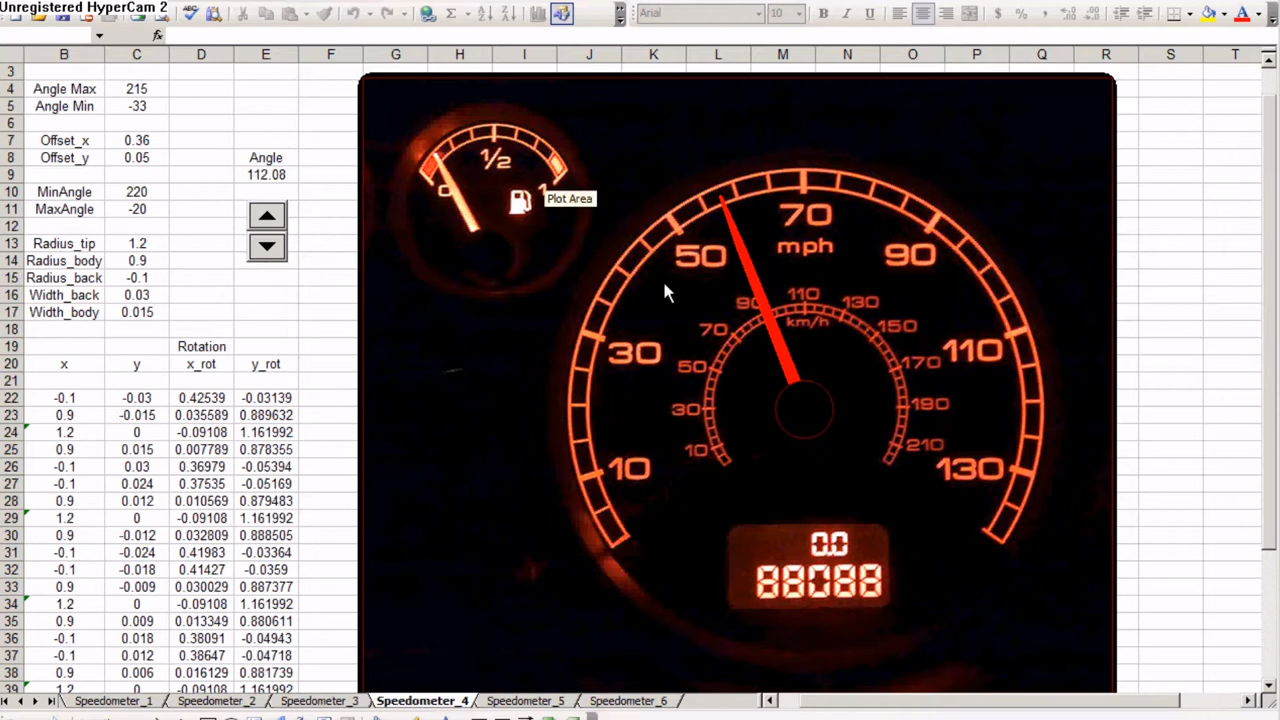 Unregistered HyperCam 2
Arial 10 B I U $ %
B C D E F G H I J K L M N O P Q R S T
3
4 Angle Max 215
5 Angle Min -33
6
7 Offset_x 0.36
8 Offset_y 0.05 Angle
9 112.08
10 MinAngle 220
11 MaxAngle -20
12
13 Radius_tip 1.2
14 Radius_body 0.9
15 Radius_back -0.1
16 Width_back 0.03
17 Width_body 0.015
18
19 Rotation
20 x y x_rot y_rot
21
22 -0.1 -0.03 0.42539 -0.03139
23 0.9 -0.015 0.035589 0.889632
24 1.2 0 -0.09108 1.161992
25 0.9 0.015 0.007789 0.878355
26 -0.1 0.03 0.36979 -0.05394
27 -0.1 0.024 0.37535 -0.05169
28 0.9 0.012 0.010569 0.879483
29 1.2 0 -0.09108 1.161992
30 0.9 -0.012 0.032809 0.888505
31 -0.1 -0.024 0.41983 -0.03364
32 -0.1 -0.018 0.41427 -0.0359
33 0.9 -0.009 0.030029 0.887377
34 1.2 0 -0.09108 1.161992
35 0.9 0.009 0.013349 0.880611
36 -0.1 0.018 0.38091 -0.04943
37 -0.1 0.012 0.38647 -0.04718
38 0.9 0.006 0.016129 0.881739
39 1.2 0 -0.09108 1.161992
1/2
0 1
Plot Area
70
mph
50 90
30 110
10 130
90 110 130
km/h
70 150
50 170
30 190
10 210
0.0
88088
Speedometer_1 Speedometer_2 Speedometer_3 Speedometer_4 Speedometer_5 Speedometer_6